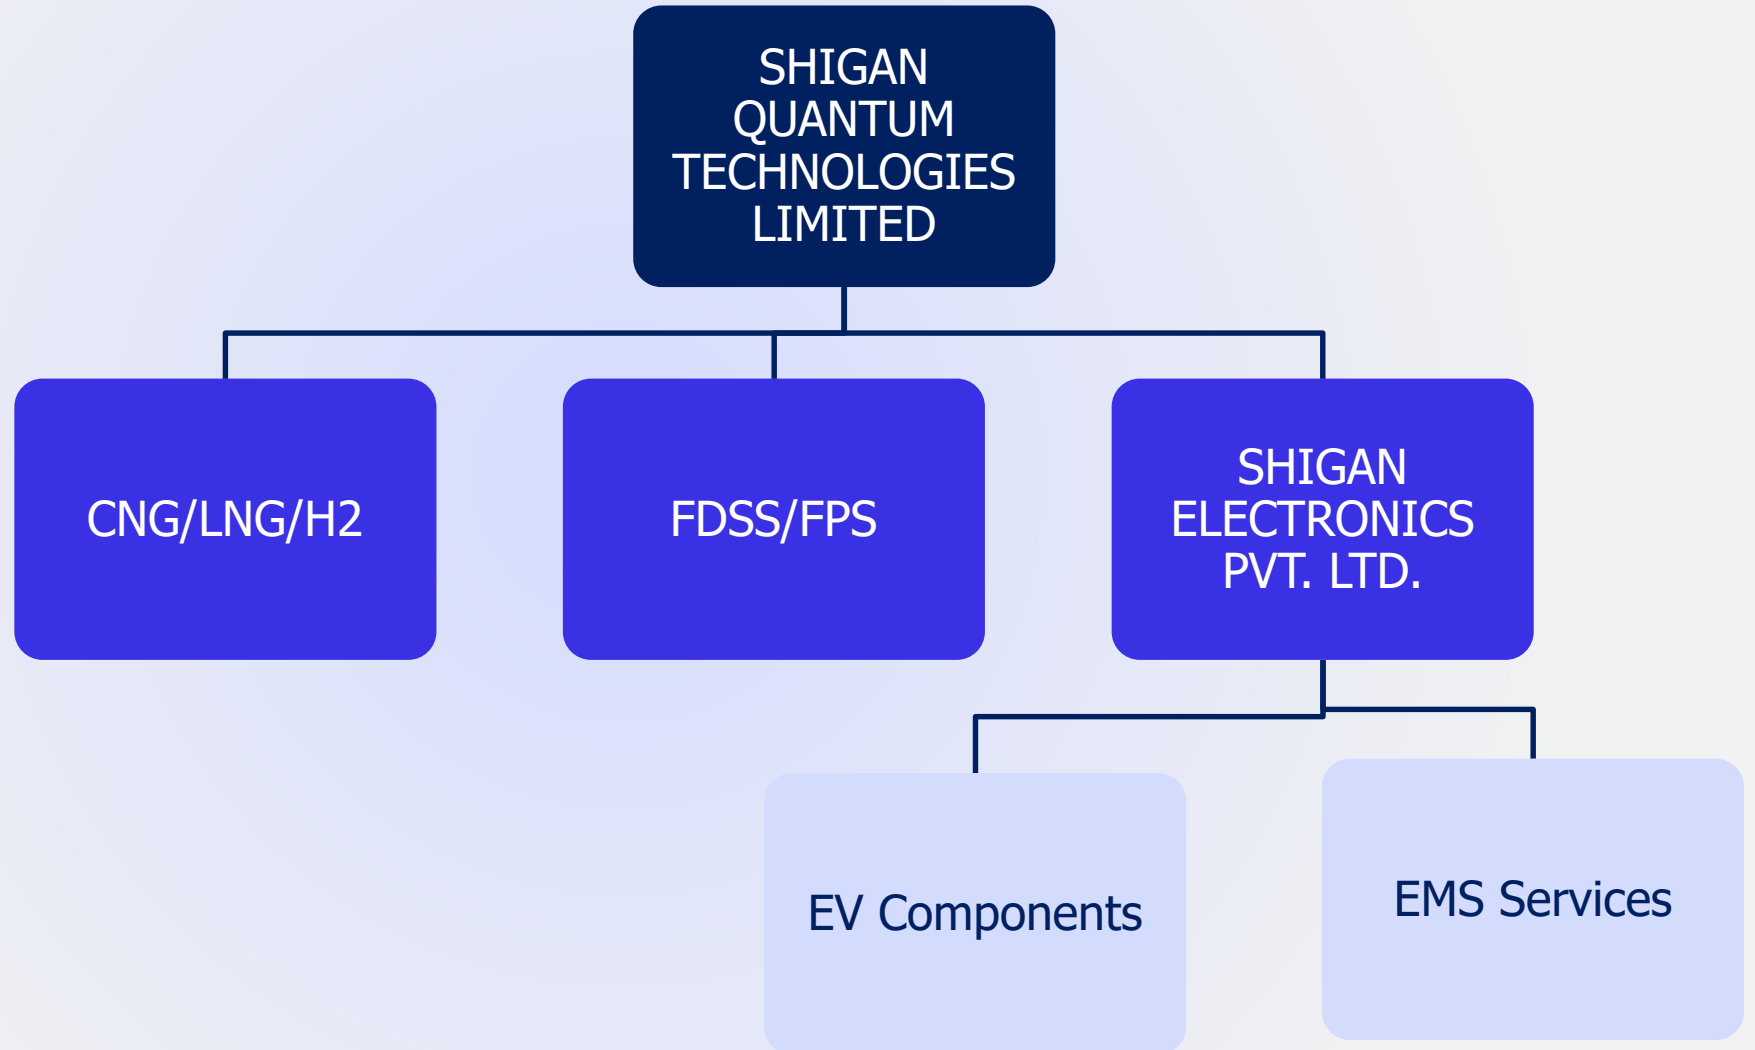 SHIGAN
QUANTUM
TECHNOLOGIES
LIMITED
CNG/LNG/H2
FDSS/FPS
SHIGAN
ELECTRONICS
PVT. LTD.
EV Components
EMS Services